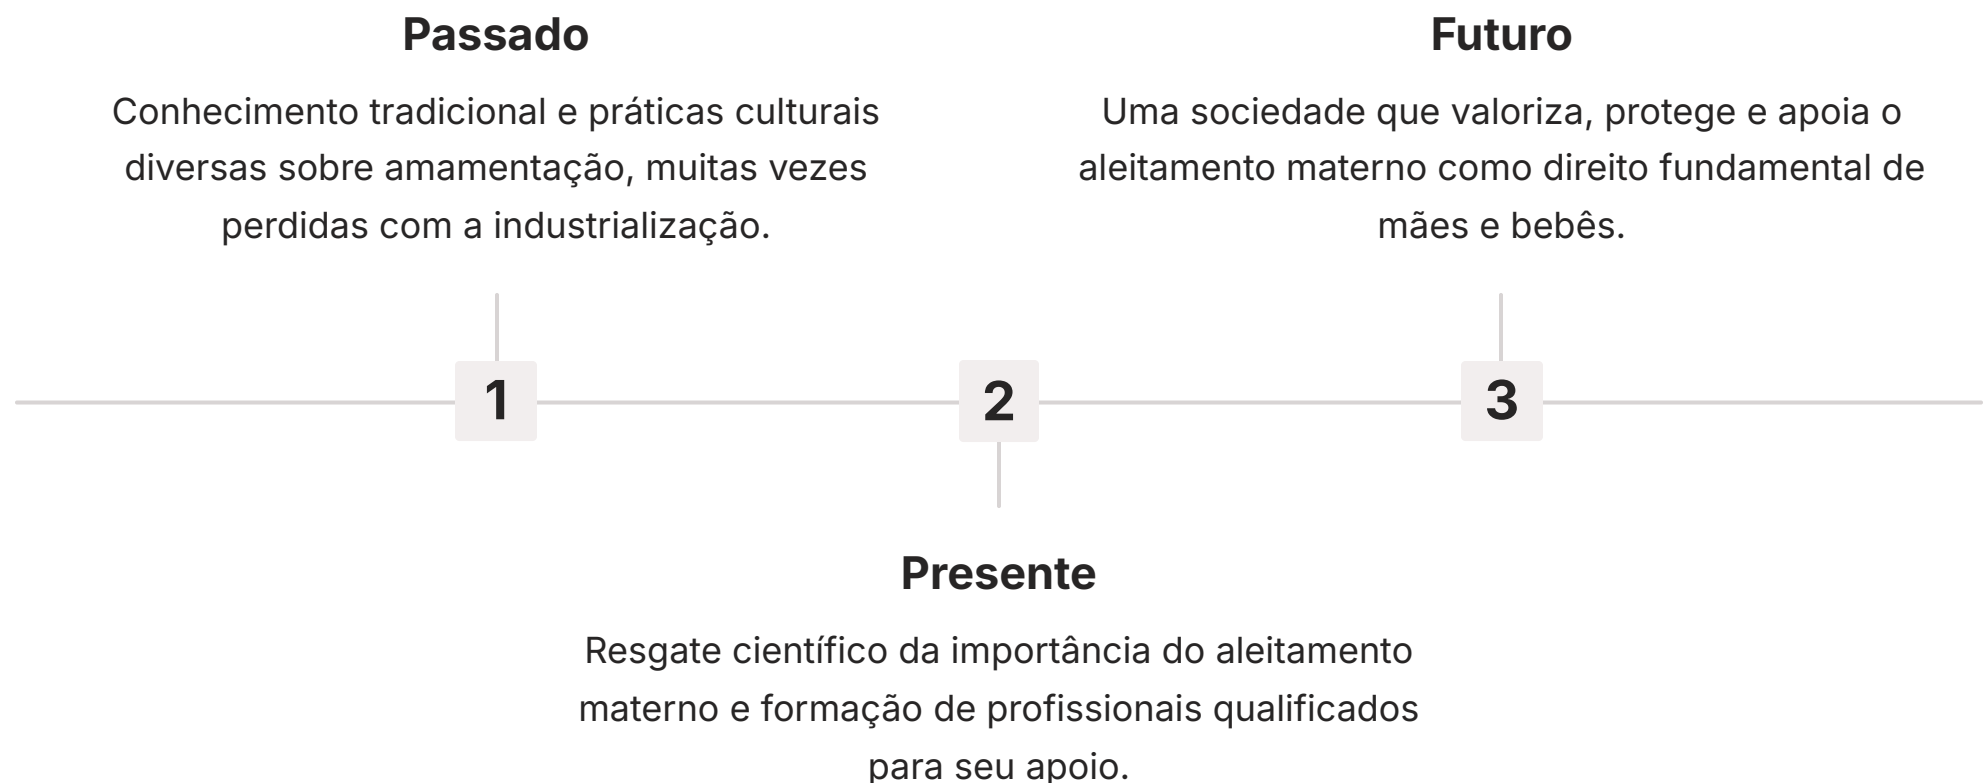 Passado
Conhecimento tradicional e práticas culturais
diversas sobre amamentação, muitas vezes
perdidas com a industrialização.
Futuro
Uma sociedade que valoriza, protege e apoia o
aleitamento materno como direito fundamental de
mães e bebês.
1
2
3
Presente
Resgate científico da importância do aleitamento
materno e formação de profissionais qualificados
para seu apoio.